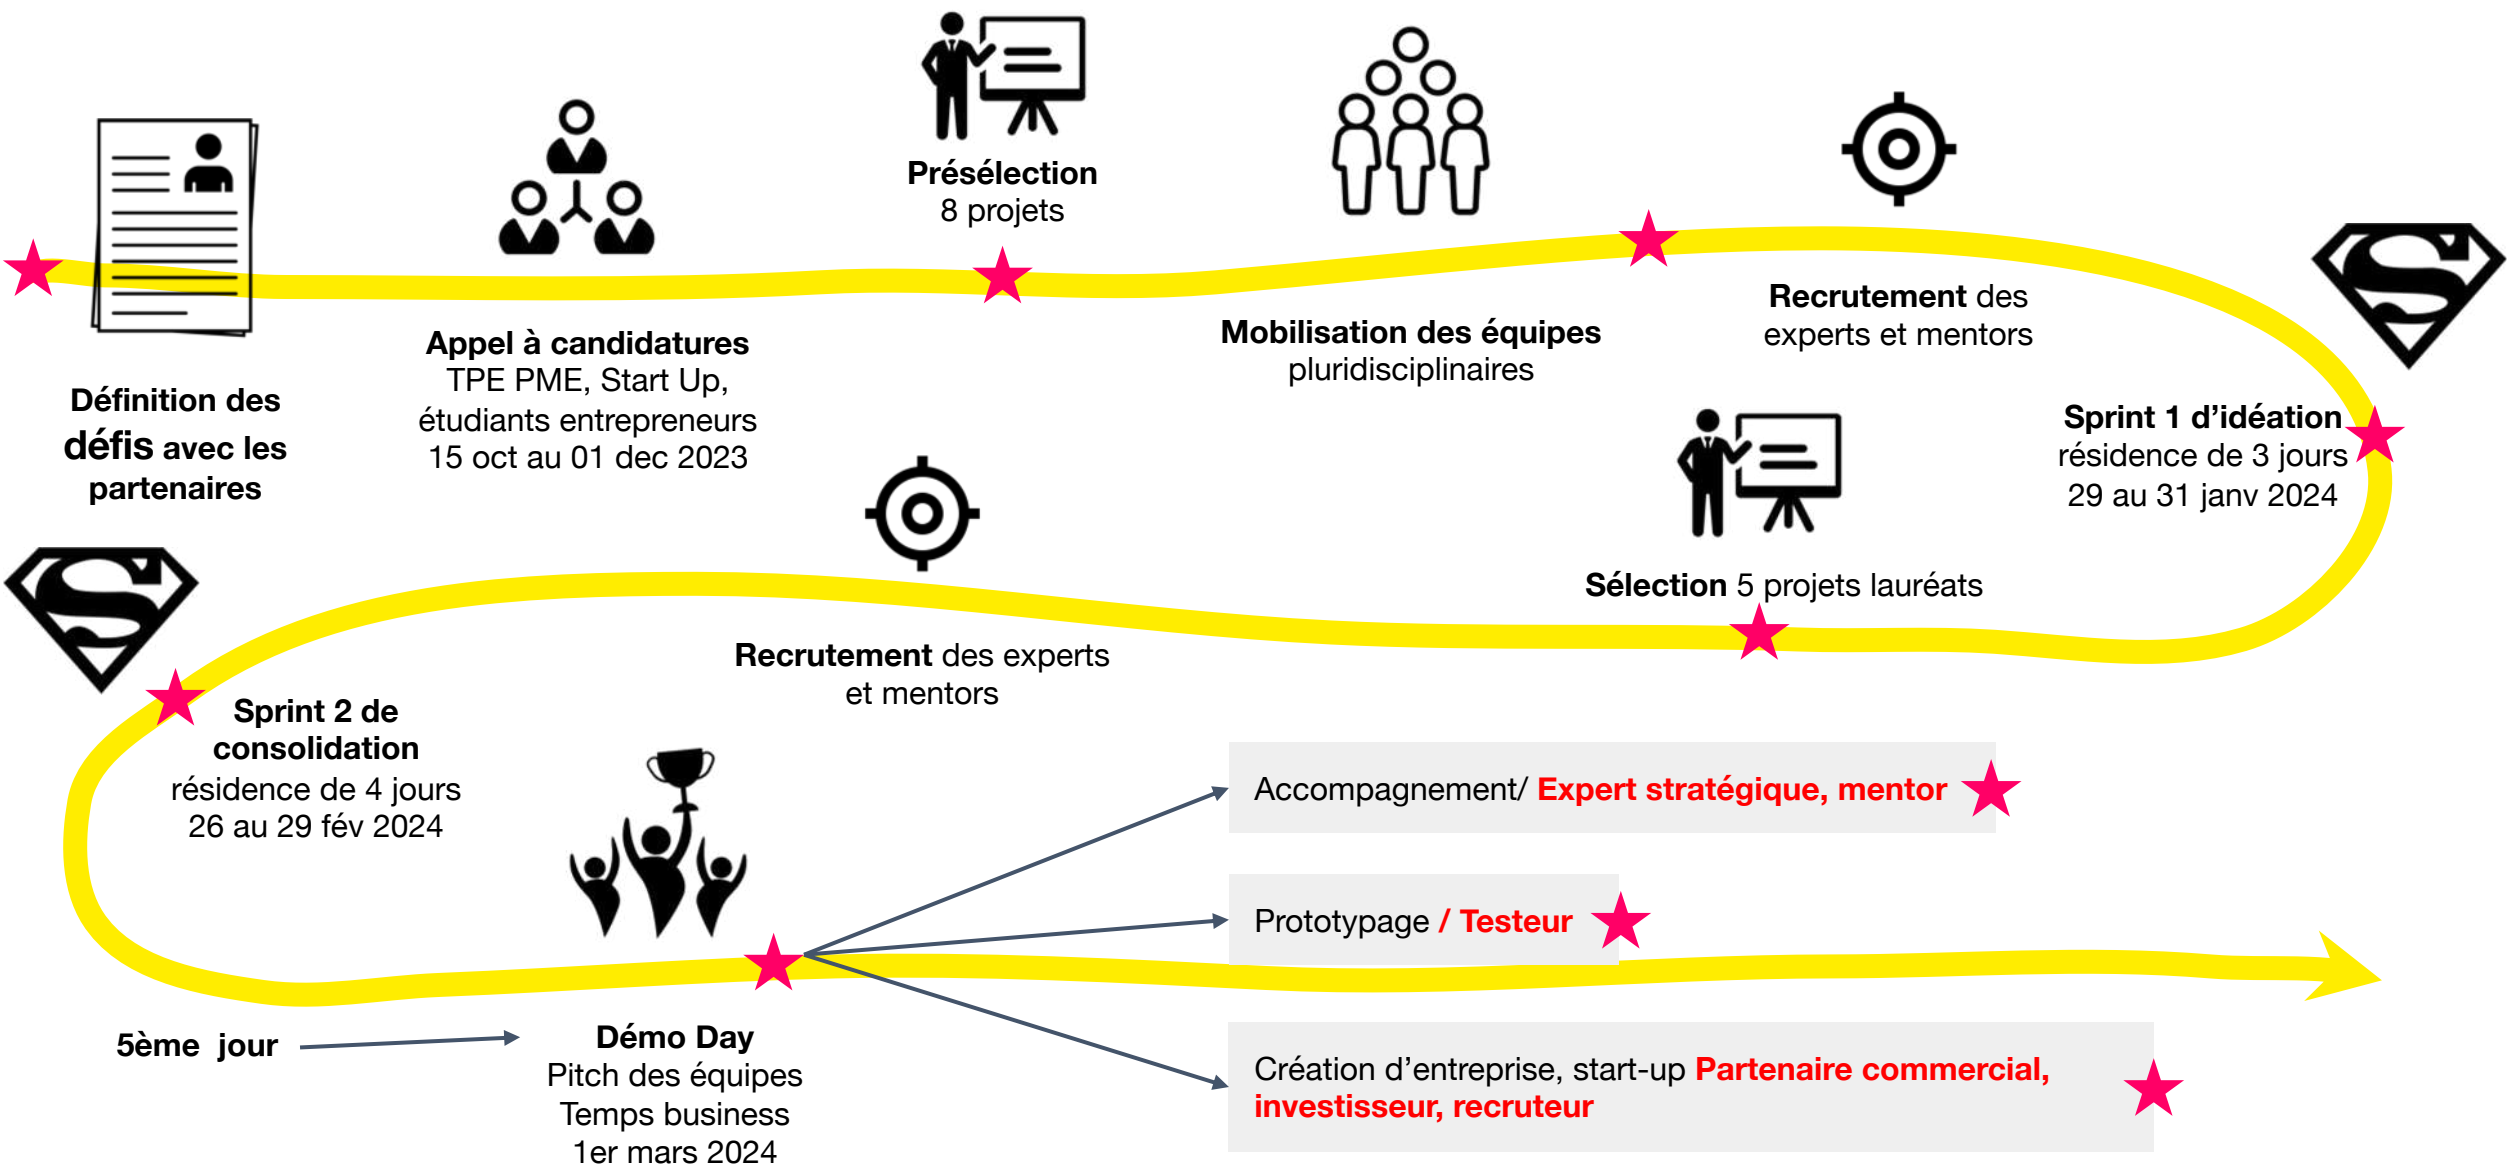 Définition des
défis avec les
partenaires
Appel à candidatures
TPE PME, Start Up,
étudiants entrepreneurs
15 oct au 01 dec 2023
Présélection
8 projets
Mobilisation des équipes
pluridisciplinaires
Recrutement des
experts et mentors
Sprint 1 d’idéation
résidence de 3 jours
29 au 31 janv 2024
Sélection 5 projets lauréats
Recrutement des experts
et mentors
Sprint 2 de
consolidation
résidence de 4 jours
26 au 29 fév 2024
5ème jour
Démo Day
Pitch des équipes
Temps business
1er mars 2024
Accompagnement/ Expert stratégique, mentor
Prototypage / Testeur
Création d’entreprise, start-up Partenaire commercial,
investisseur, recruteur